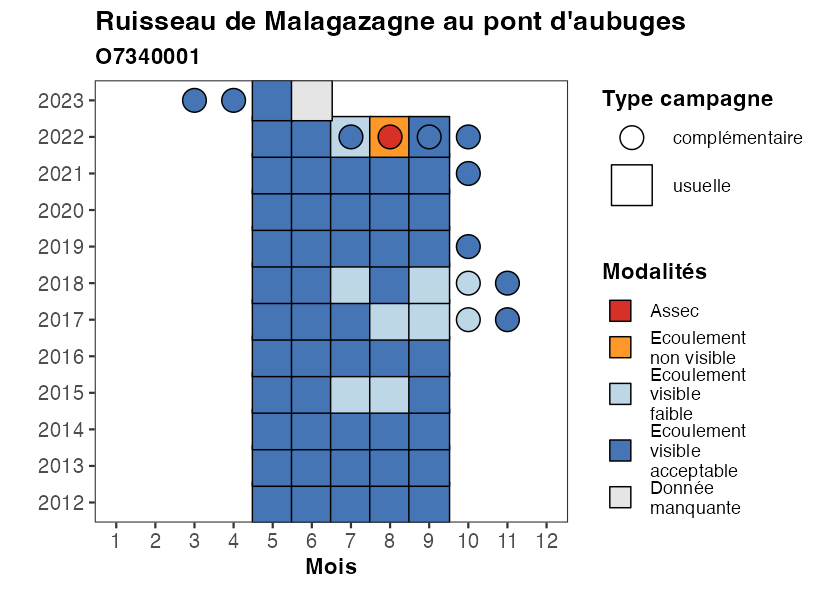 Ruisseau de Malagazagne au pont d'aubuges
O7340001
2023
2022
2021
2020
2019
2018
2017
2016
2015
2014
2013
2012
1 2 3 4 5 6 7 8 9 10 11 12
Mois
Type campagne
complémentaire
usuelle
Modalités
Assec
Ecoulement
non visible
Ecoulement
visible
faible
Ecoulement
visible
acceptable
Donnée
manquante